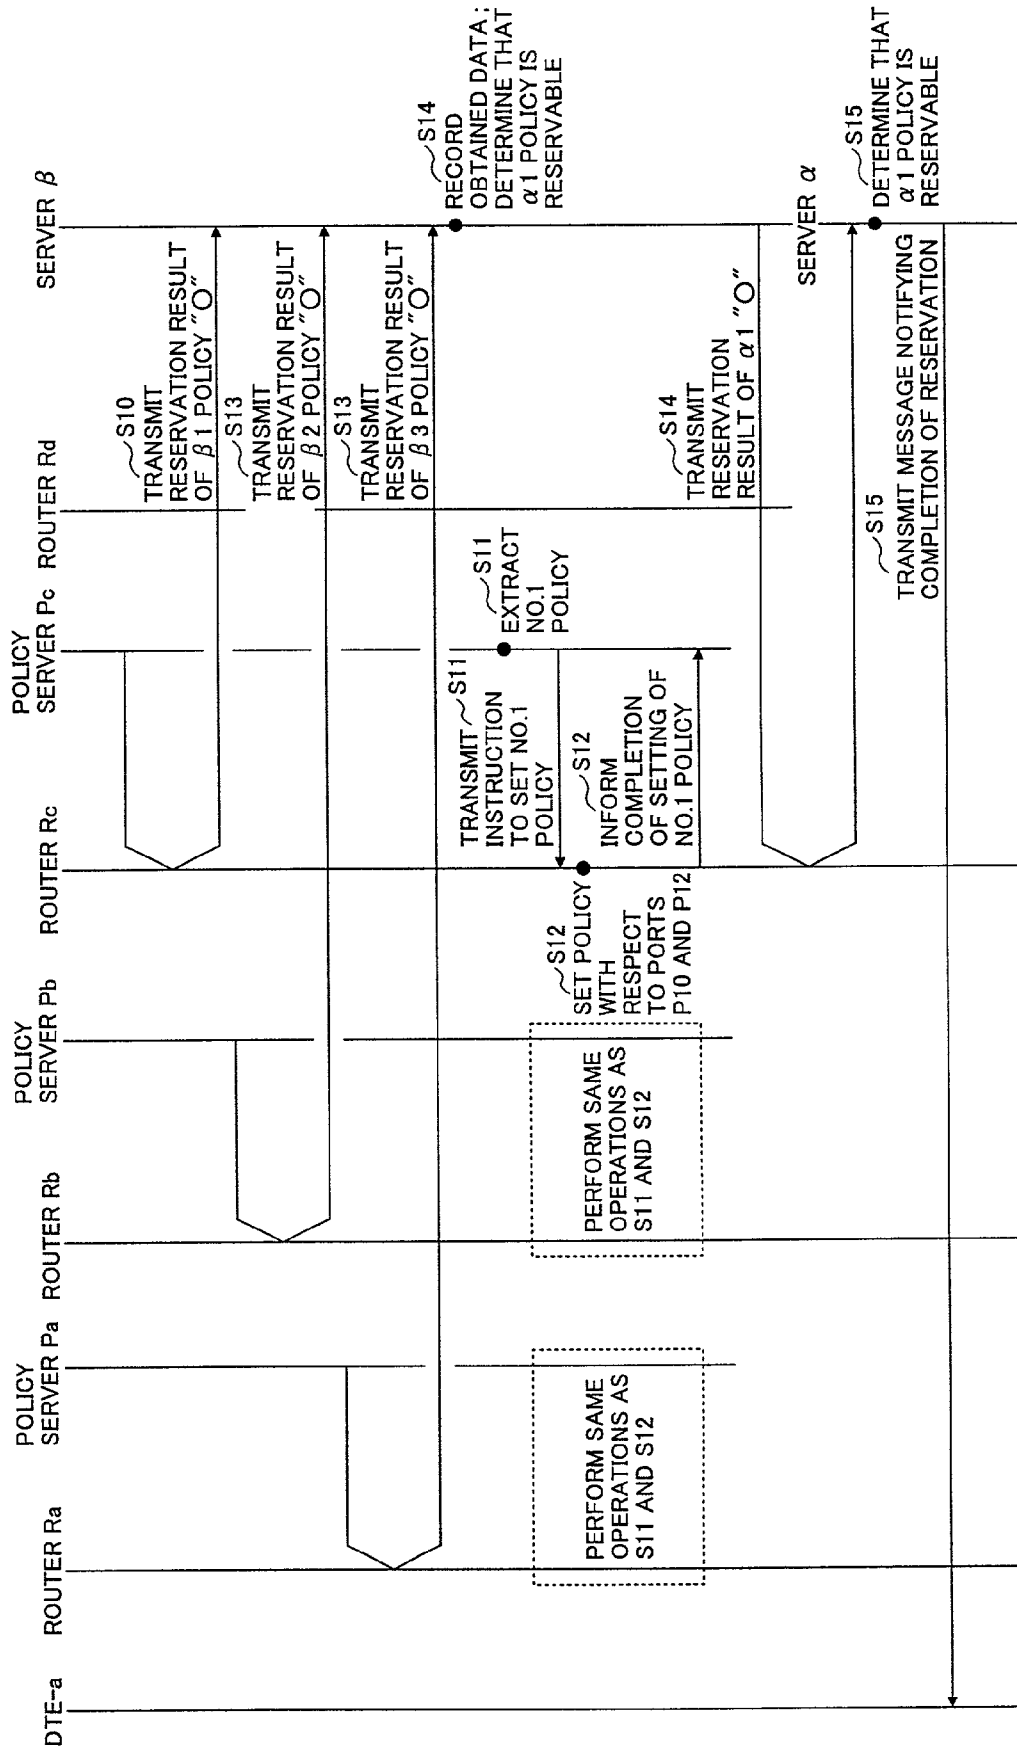 DTE-a
ROUTER Ra
POLICY
SERVER Pa
ROUTER Rb
POLICY
SERVER Pb
ROUTER Rc
POLICY
SERVER Pc
ROUTER Rd
SERVER β
S10
TRANSMIT
RESERVATION RESULT
OF β1 POLICY "O"
S13
TRANSMIT
RESERVATION RESULT
OF β2 POLICY "O"
S13
TRANSMIT
RESERVATION RESULT
OF β3 POLICY "O"
S14
RECORD
OBTAINED DATA;
DETERMINE THAT
α1 POLICY IS
RESERVABLE
S11
EXTRACT
NO.1
POLICY
TRANSMIT S11
INSTRUCTION
TO SET NO.1
POLICY
S12
SET POLICY
WITH
RESPECT
TO PORTS
P10 AND P12
S12
INFORM
COMPLETION
OF SETTING OF
NO.1 POLICY
PERFORM SAME
OPERATIONS AS
S11 AND S12
PERFORM SAME
OPERATIONS AS
S11 AND S12
S14
TRANSMIT
RESERVATION
RESULT OF α1 "O"
SERVER α
S15
DETERMINE THAT
α1 POLICY IS
RESERVABLE
S15
TRANSMIT MESSAGE NOTIFYING
COMPLETION OF RESERVATION